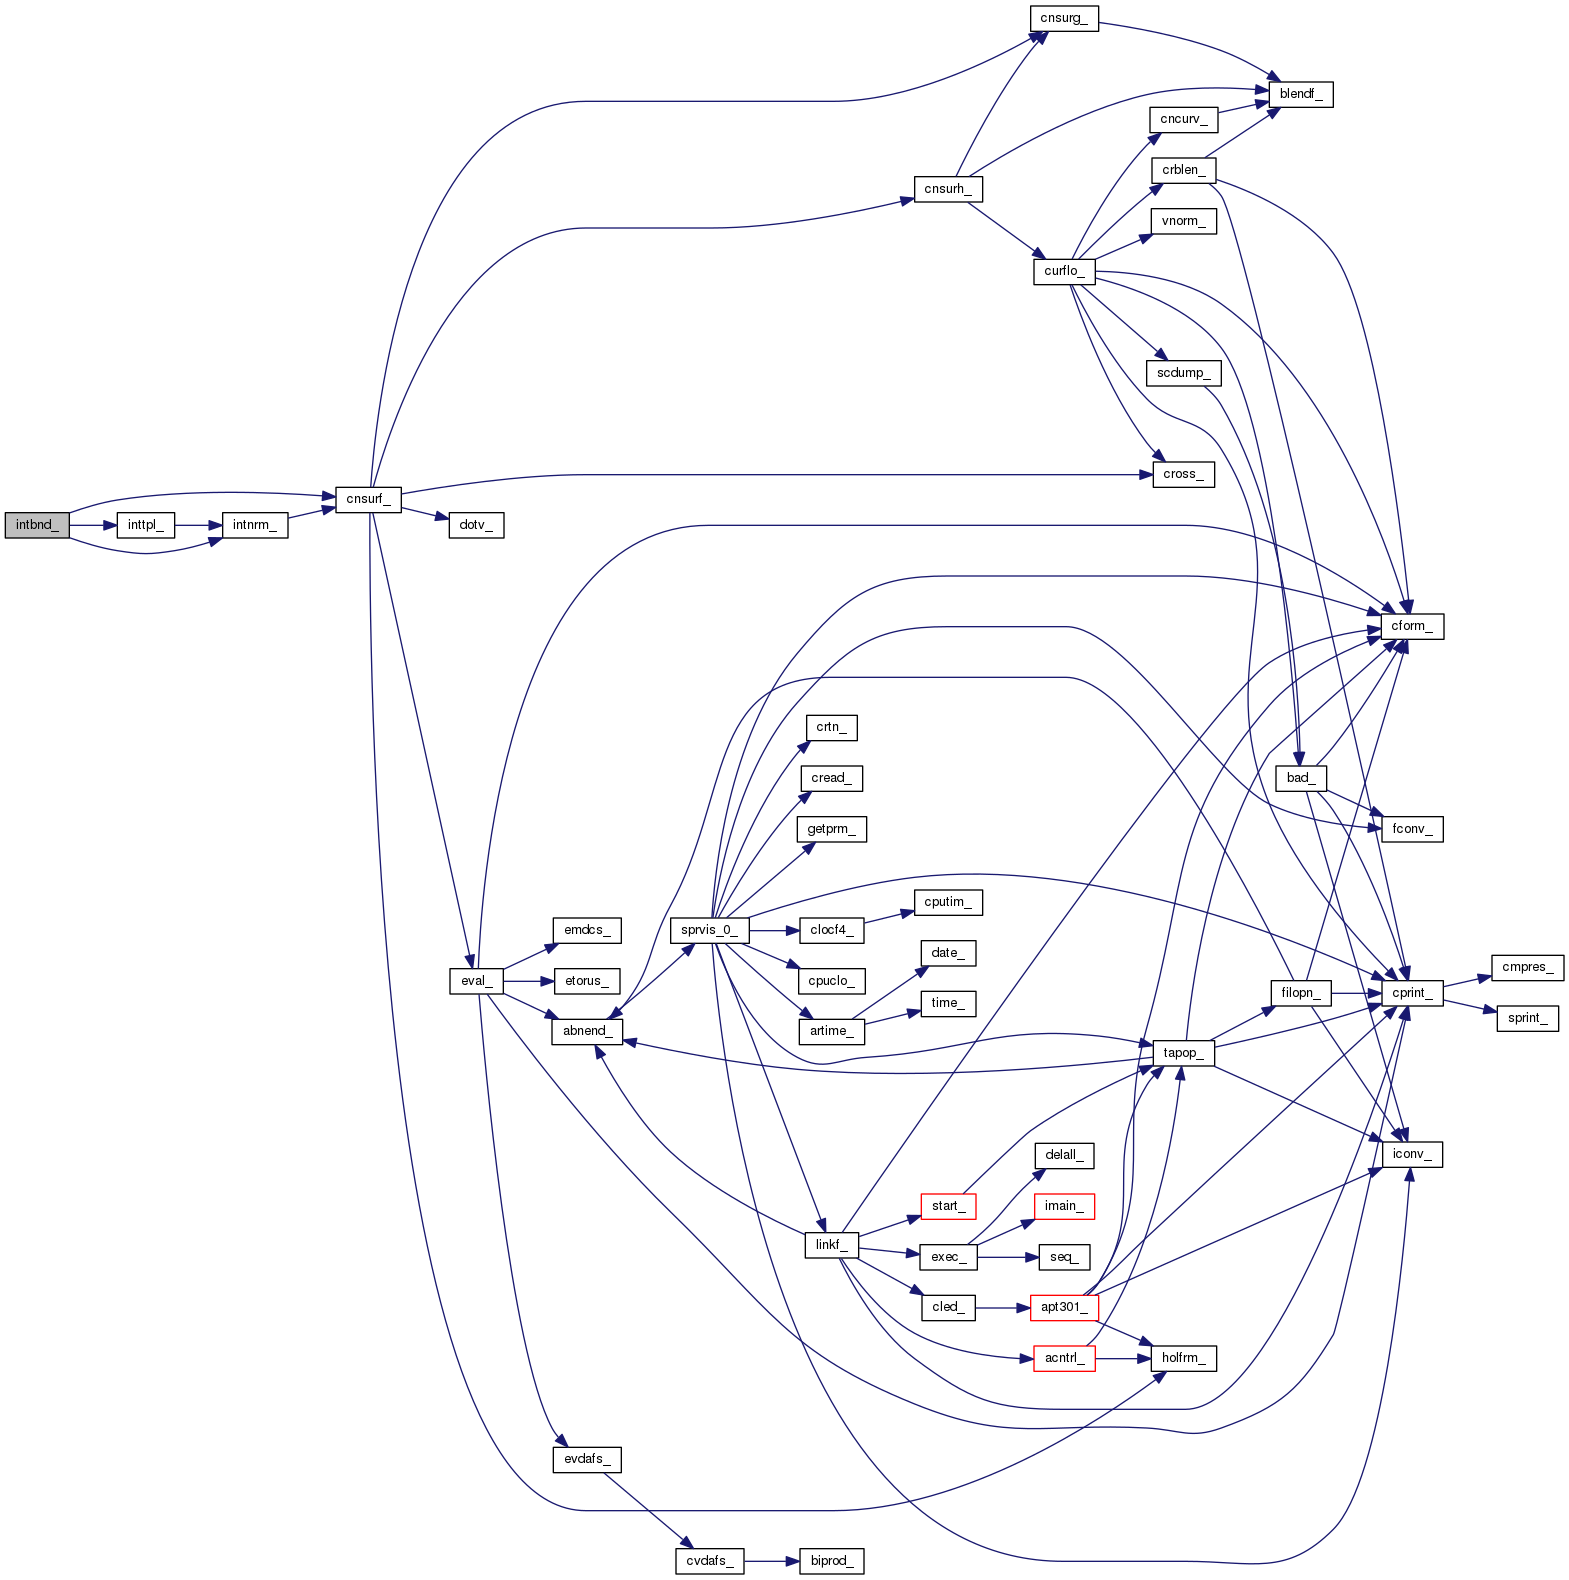 cnsurg_
blendf_
cncurv_
crblen_
cnsurh_
vnorm_
curflo_
scdump_
cross_
cnsurf_
intbnd_
inttpl_
intnrm_
dotv_
cform_
crtn_
bad_
cread_
getprm_
fconv_
cputim_
emdcs_
sprvis_0_
clocf4_
date_
cmpres_
eval_
etorus_
cpuclo_
filopn_
cprint_
time_
sprint_
abnend_
artime_
tapop_
delall_
iconv_
start_
imain_
linkf_
exec_
seq_
cled_
apt301_
acntrl_
holfrm_
evdafs_
cvdafs_
biprod_